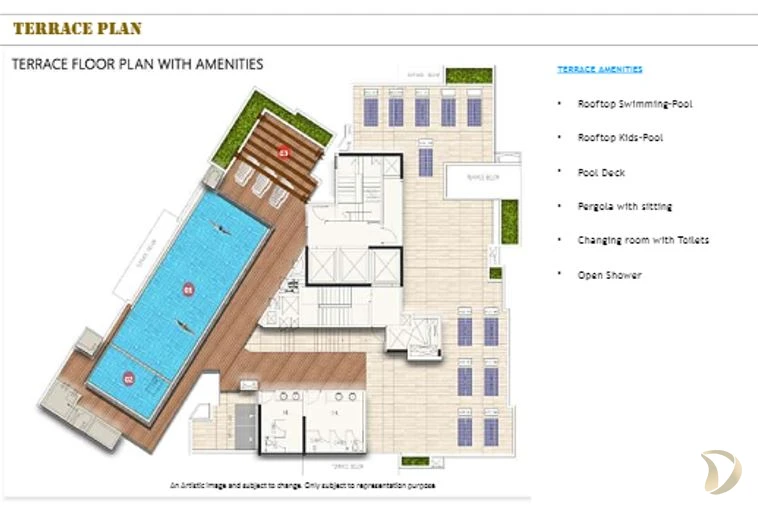 TERRACE PLAN
TERRACE FLOOR PLAN WITH AMENITIES
TERRACE AMENITIES
• Rooftop Swimming-Pool
• Rooftop Kids-Pool
• Pool Deck
• Pergola with sitting
• Changing room with Toilets
• Open Shower
03
01
02
TERRACE BELOW
An Artistic Image and subject to change. Only subject to representation purpose